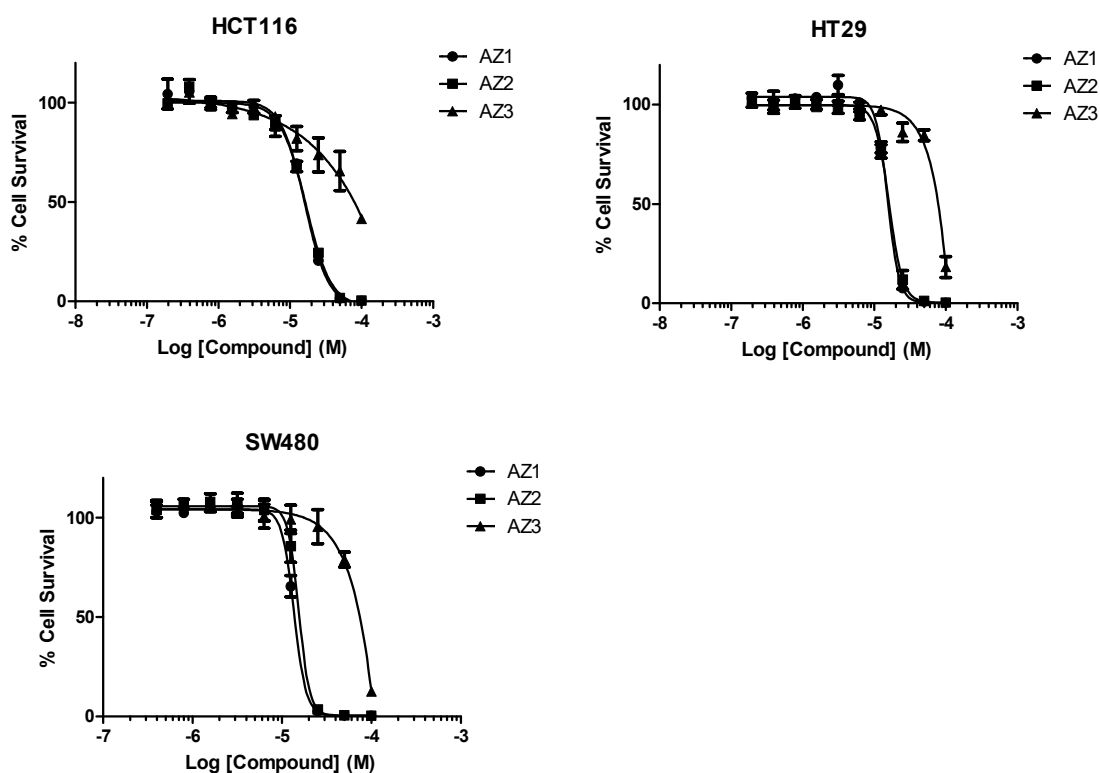 HCT116
AZ1
AZ2
AZ3
100
50
0
% Cell Survival
-8 -7 -6 -5 -4 -3
Log [Compound] (M)
HT29
AZ1
AZ2
AZ3
100
50
0
% Cell Survival
-8 -7 -6 -5 -4 -3
Log [Compound] (M)
SW480
AZ1
AZ2
AZ3
100
50
0
% Cell Survival
-7 -6 -5 -4 -3
Log [Compound] (M)